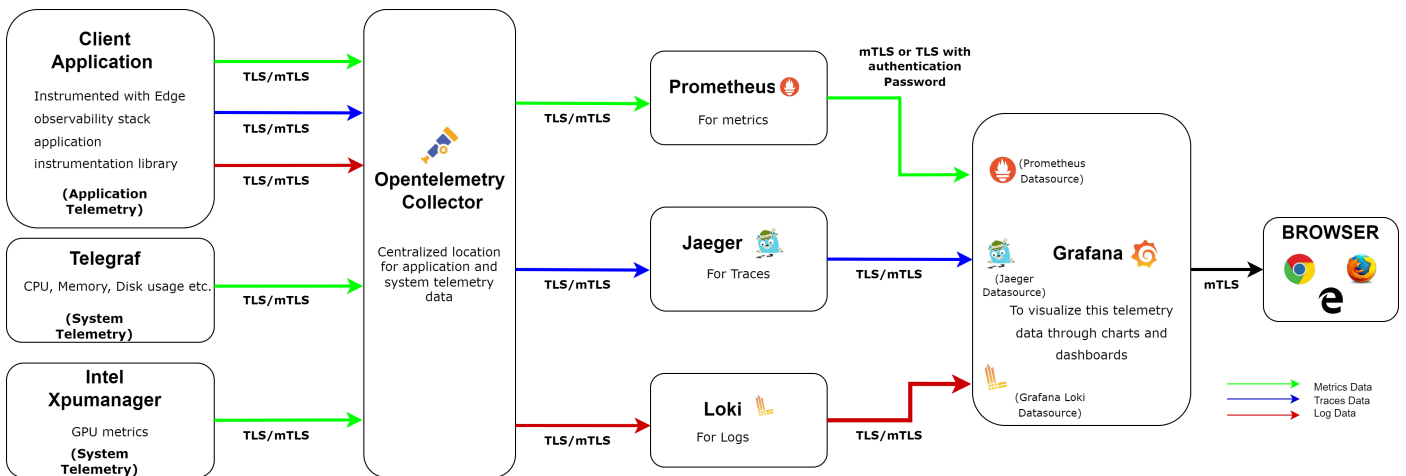 Client
Application
Instrumented with Edge
observability stack
application
instrumentation library
(Application
Telemetry)
TLS/mTLS
TLS/mTLS
TLS/mTLS
Telegraf
CPU, Memory, Disk usage etc.
(System
Telemetry)
TLS/mTLS
Intel
Xpumanager
GPU metrics
(System
Telemetry)
TLS/mTLS
Opentelemetry
Collector
Centralized location
for application and
system telemetry
data
TLS/mTLS
TLS/mTLS
TLS/mTLS
Prometheus
For metrics
Jaeger
For Traces
Loki
For Logs
mTLS or TLS with
authentication
Password
TLS/mTLS
TLS/mTLS
(Prometheus
Datasource)
(Jaeger
Datasource)
Grafana
To visualize this telemetry
data through charts and
dashboards
(Grafana Loki
Datasource)
mTLS
BROWSER
Metrics Data
Traces Data
Log Data